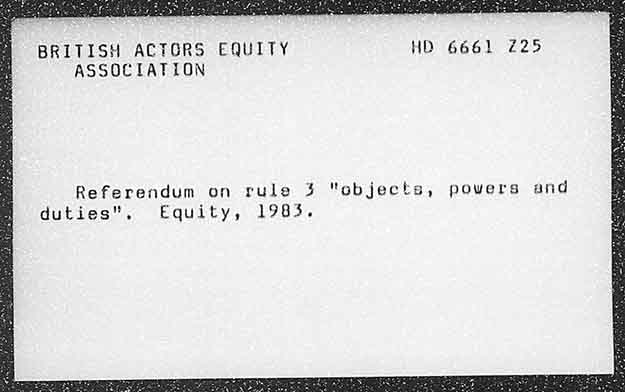 BRITISH ACTORS EQUITY HD 6661 Z25
ASSOCIATION
Referendum on rule 3 "objects, powers and
duties". Equity, 1983.